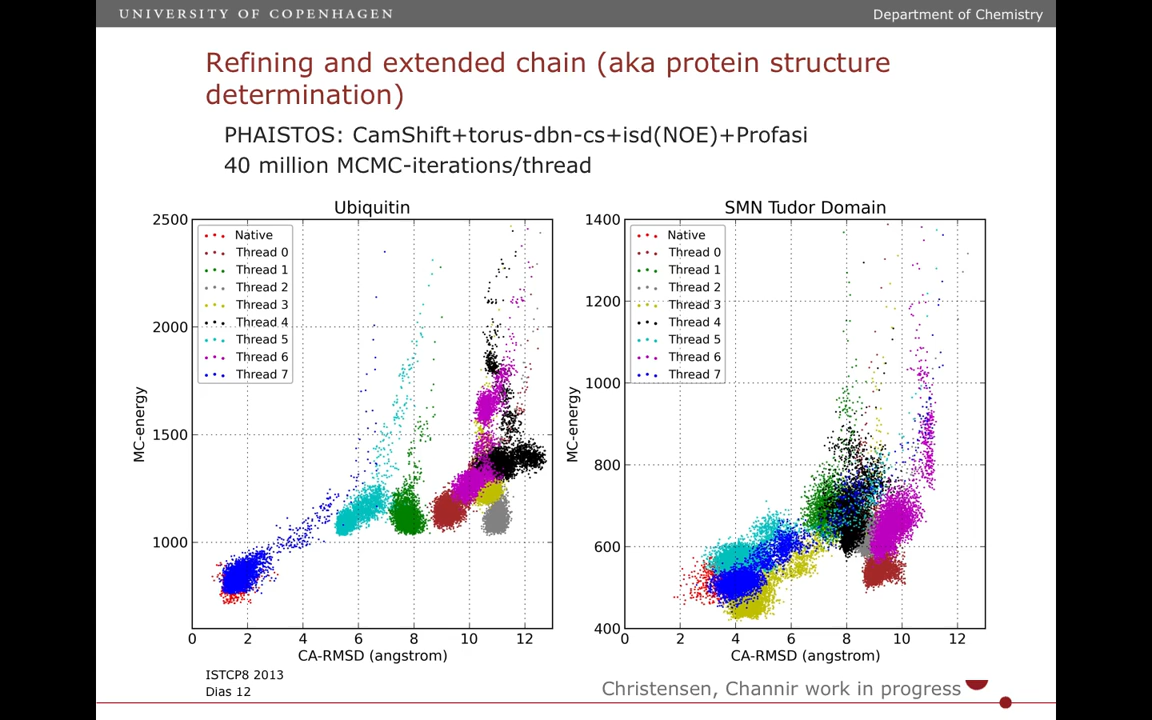 UNIVERSITY OF COPENHAGEN
Department of Chemistry
Refining and extended chain (aka protein structure
determination)
PHAISTOS: CamShift+torus-dbn-cs+isd(NOE)+Profasi
40 million MCMC-iterations/thread
Ubiquitin
2500
2000
1500
1000
MC-energy
Native
Thread 0
Thread 1
Thread 2
Thread 3
Thread 4
Thread 5
Thread 6
Thread 7
0 2 4 6 8 10 12
CA-RMSD (angstrom)
SMN Tudor Domain
1400
1200
1000
800
600
400
MC-energy
Native
Thread 0
Thread 1
Thread 2
Thread 3
Thread 4
Thread 5
Thread 6
Thread 7
0 2 4 6 8 10 12
CA-RMSD (angstrom)
ISTCP8 2013
Dias 12
Christensen, Channir work in progress